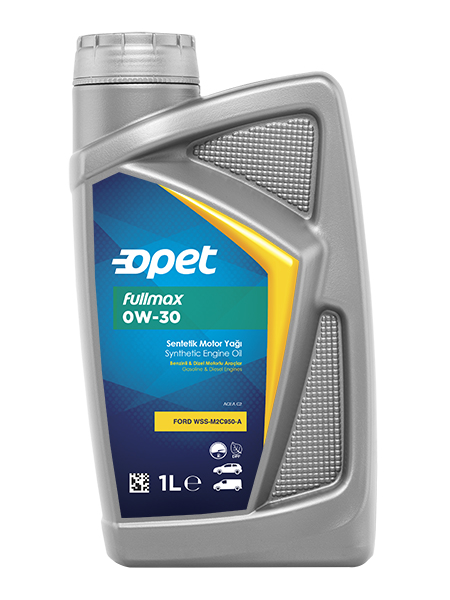 opet
Fullmax
0W-30
Sentetik Motor Yağı
Synthetic Engine Oil
Benzinli & Dizel Motorlu Araçlar
Gasoline & Diesel Engines
ACEA C2
FORD WSS-M2C950-A
DPF
1L℮